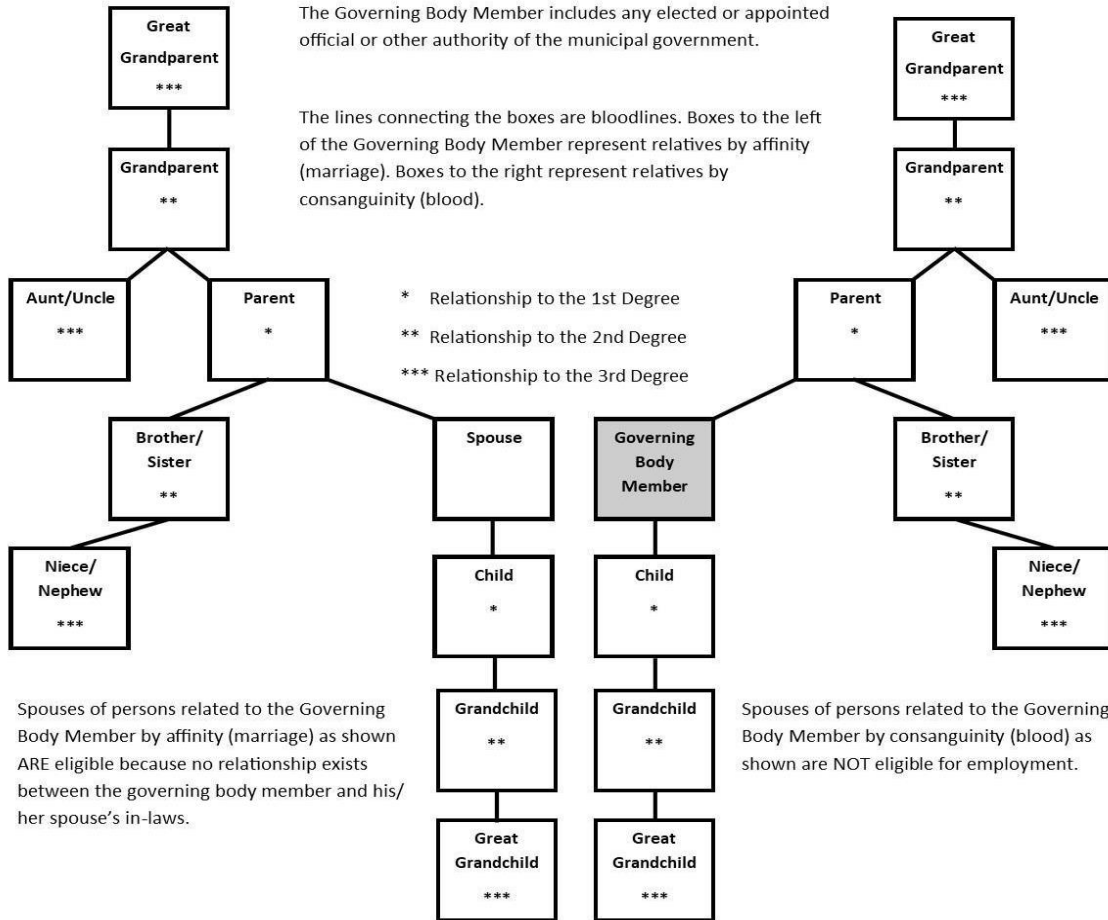 Great
Grandparent
***
The Governing Body Member includes any elected or appointed
official or other authority of the municipal government.
Great
Grandparent
***
The lines connecting the boxes are bloodlines. Boxes to the left
of the Governing Body Member represent relatives by affinity
(marriage). Boxes to the right represent relatives by
consanguinity (blood).
Grandparent
**
Grandparent
**
Aunt/Uncle
***
Parent
*
* Relationship to the 1st Degree
** Relationship to the 2nd Degree
*** Relationship to the 3rd Degree
Parent
*
Aunt/Uncle
***
Brother/
Sister
**
Spouse
Governing
Body
Member
Brother/
Sister
**
Niece/
Nephew
***
Child
*
Child
*
Niece/
Nephew
***
Spouses of persons related to the Governing
Body Member by affinity (marriage) as shown
ARE eligible because no relationship exists
between the governing body member and his/
her spouse's in-laws.
Grandchild
**
Grandchild
**
Spouses of persons related to the Governing
Body Member by consanguinity (blood) as
shown are NOT eligible for employment.
Great
Grandchild
***
Great
Grandchild
***